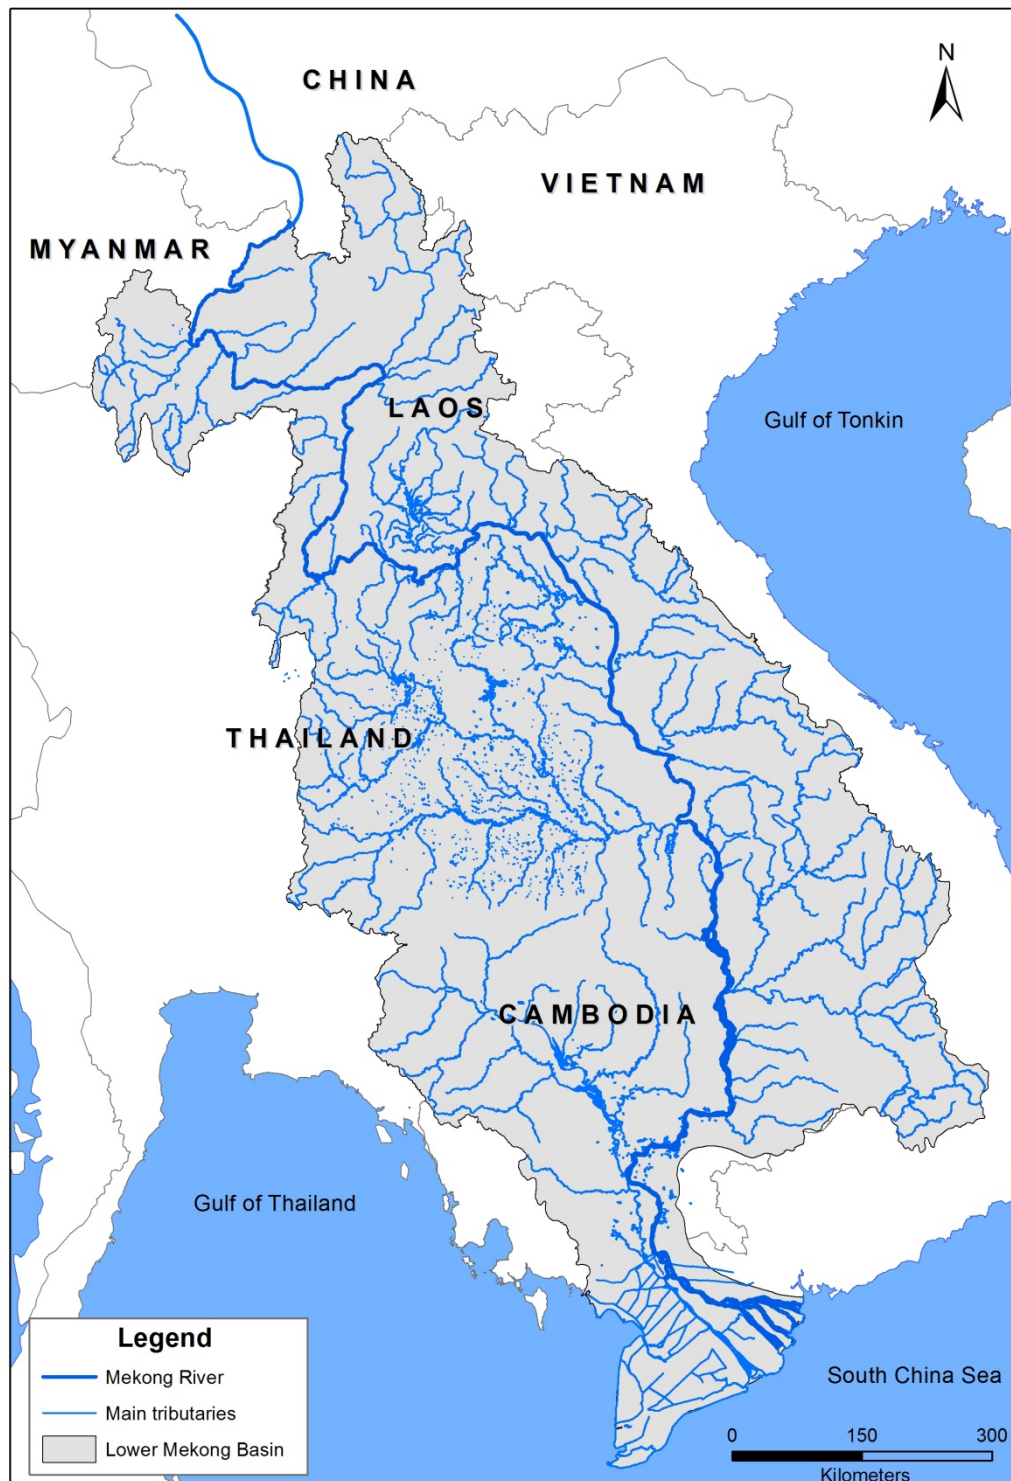 N
CHINA
VIETNAM
MYANMAR
LAOS
Gulf of Tonkin
THAILAND
CAMBODIA
Gulf of Thailand
South China Sea
Legend
Mekong River
Main tributaries
Lower Mekong Basin
0 150 300
Kilometers